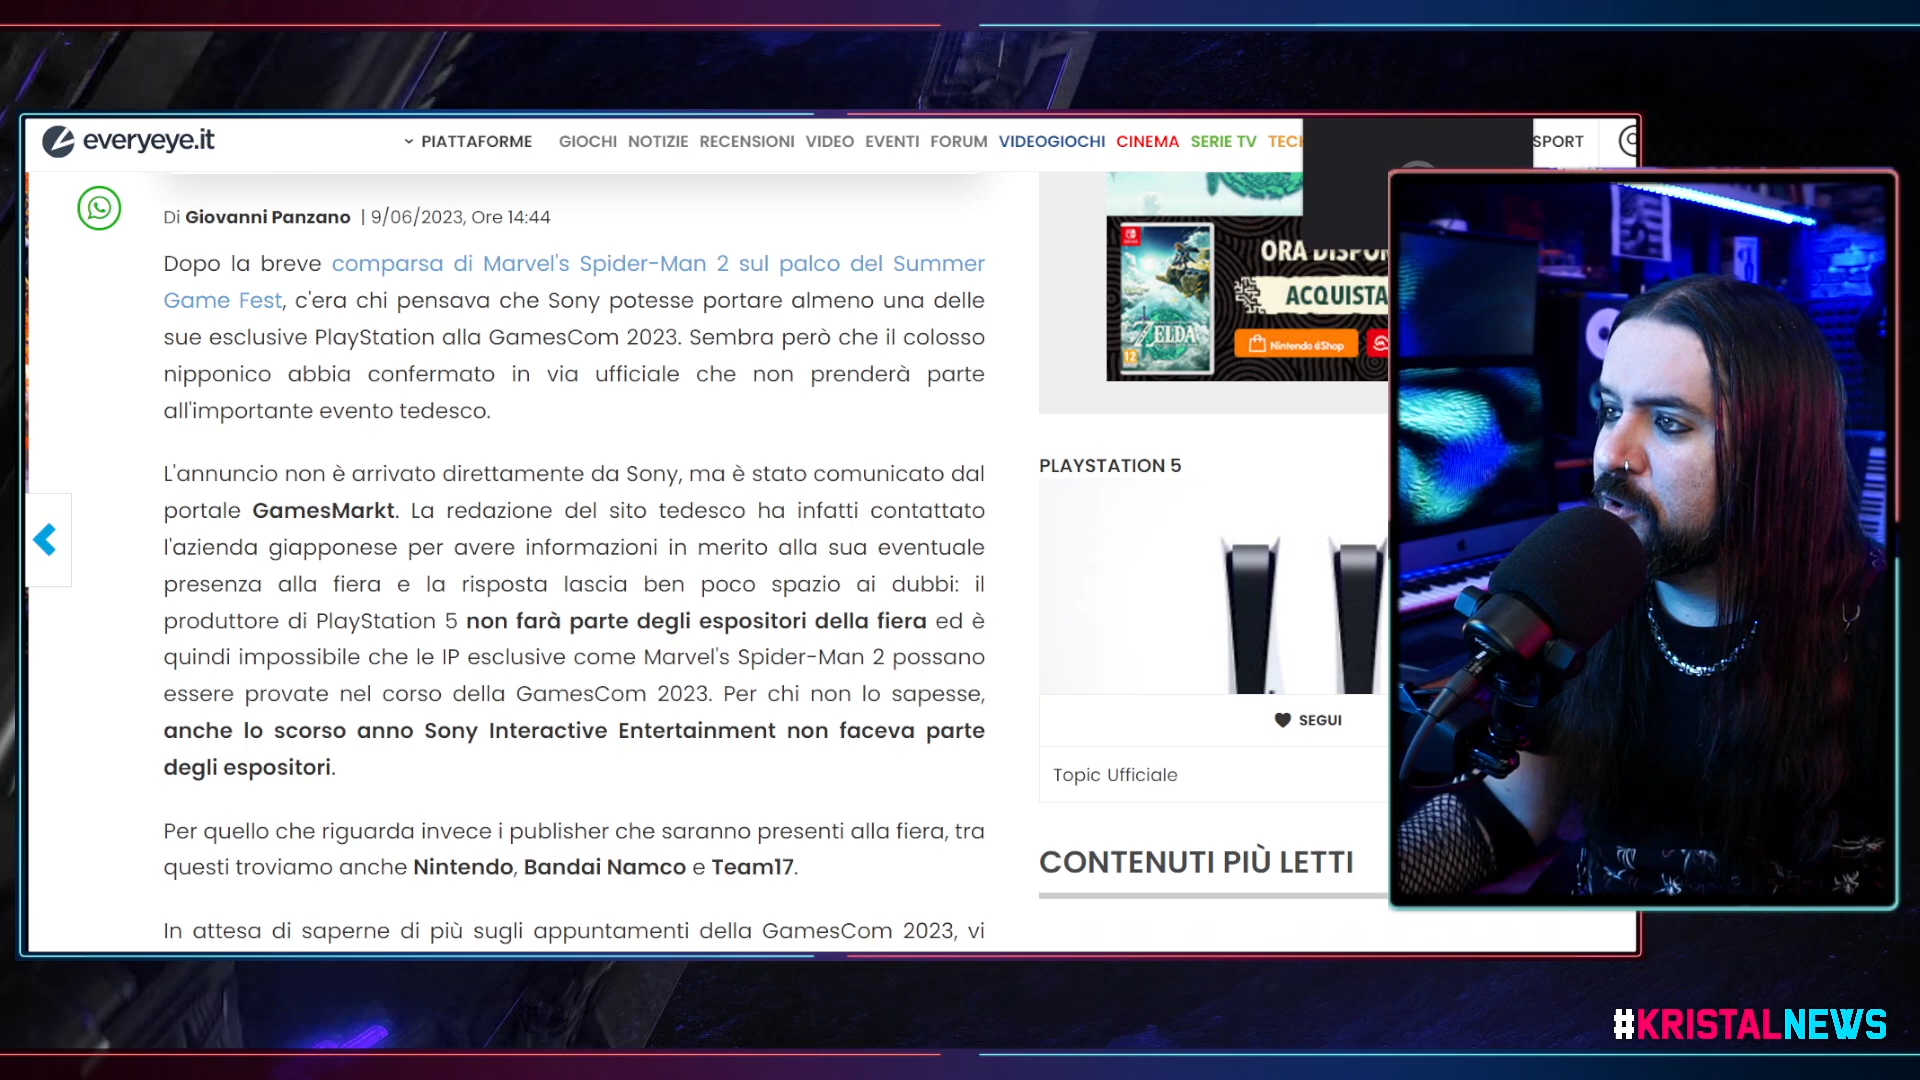 everyeye.it
PIATTAFORME GIOCHI NOTIZIE RECENSIONI VIDEO EVENTI FORUM VIDEOGIOCHI CINEMA SERIE TV SPORT
Di Giovanni Panzano | 9/06/2023, Ore 14:44
Dopo la breve comparsa di Marvel's Spider-Man 2 sul palco del Summer
Game Fest, c'era chi pensava che Sony potesse portare almeno una delle
sue esclusive PlayStation alla GamesCom 2023. Sembra però che il colosso
nipponico abbia confermato in via ufficiale che non prenderà parte
all'importante evento tedesco.
L'annuncio non è arrivato direttamente da Sony, ma è stato comunicato dal
portale GamesMarkt. La redazione del sito tedesco ha infatti contattato
l'azienda giapponese per avere informazioni in merito alla sua eventuale
presenza alla fiera e la risposta lascia ben poco spazio ai dubbi: il
produttore di PlayStation 5 non farà parte degli espositori della fiera ed è
quindi impossibile che le IP esclusive come Marvel's Spider-Man 2 possano
essere provate nel corso della GamesCom 2023. Per chi non lo sapesse,
anche lo scorso anno Sony Interactive Entertainment non faceva parte
degli espositori.
Per quello che riguarda invece i publisher che saranno presenti alla fiera, tra
questi troviamo anche Nintendo, Bandai Namco e Team17.
In attesa di saperne di più sugli appuntamenti della GamesCom 2023, vi
ORA
ACQUISTA
ZELDA
12
Nintendo eShop
PLAYSTATION 5
SEGUI
Topic Ufficiale
CONTENUTI PIÙ LETTI
#KRISTALNEWS